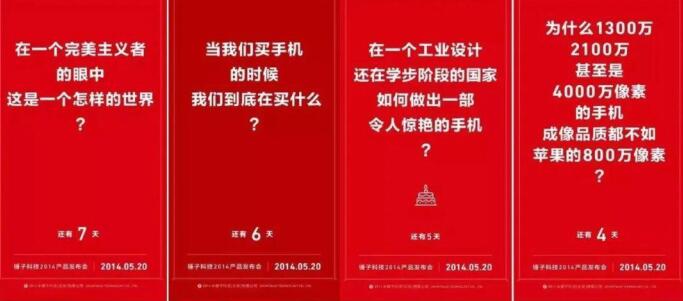 在一个完美主义者
的眼中
这是一个怎样的世界
?
还有 7 天
锤子科技2014产品发布会 2014.05.20
当我们买手机
的时候
我们到底在买什么
?
还有 6 天
锤子科技2014产品发布会 2014.05.20
在一个工业设计
还在学步阶段的国家
如何做出一部
令人惊艳的手机
?
还有5天
锤子科技2014产品发布会 2014.05.20
为什么1300万
2100万
甚至是
4000万像素
的手机
成像品质都不如
苹果的800万像素
?
还有 4 天
锤子科技2014产品发布会 2014.05.20